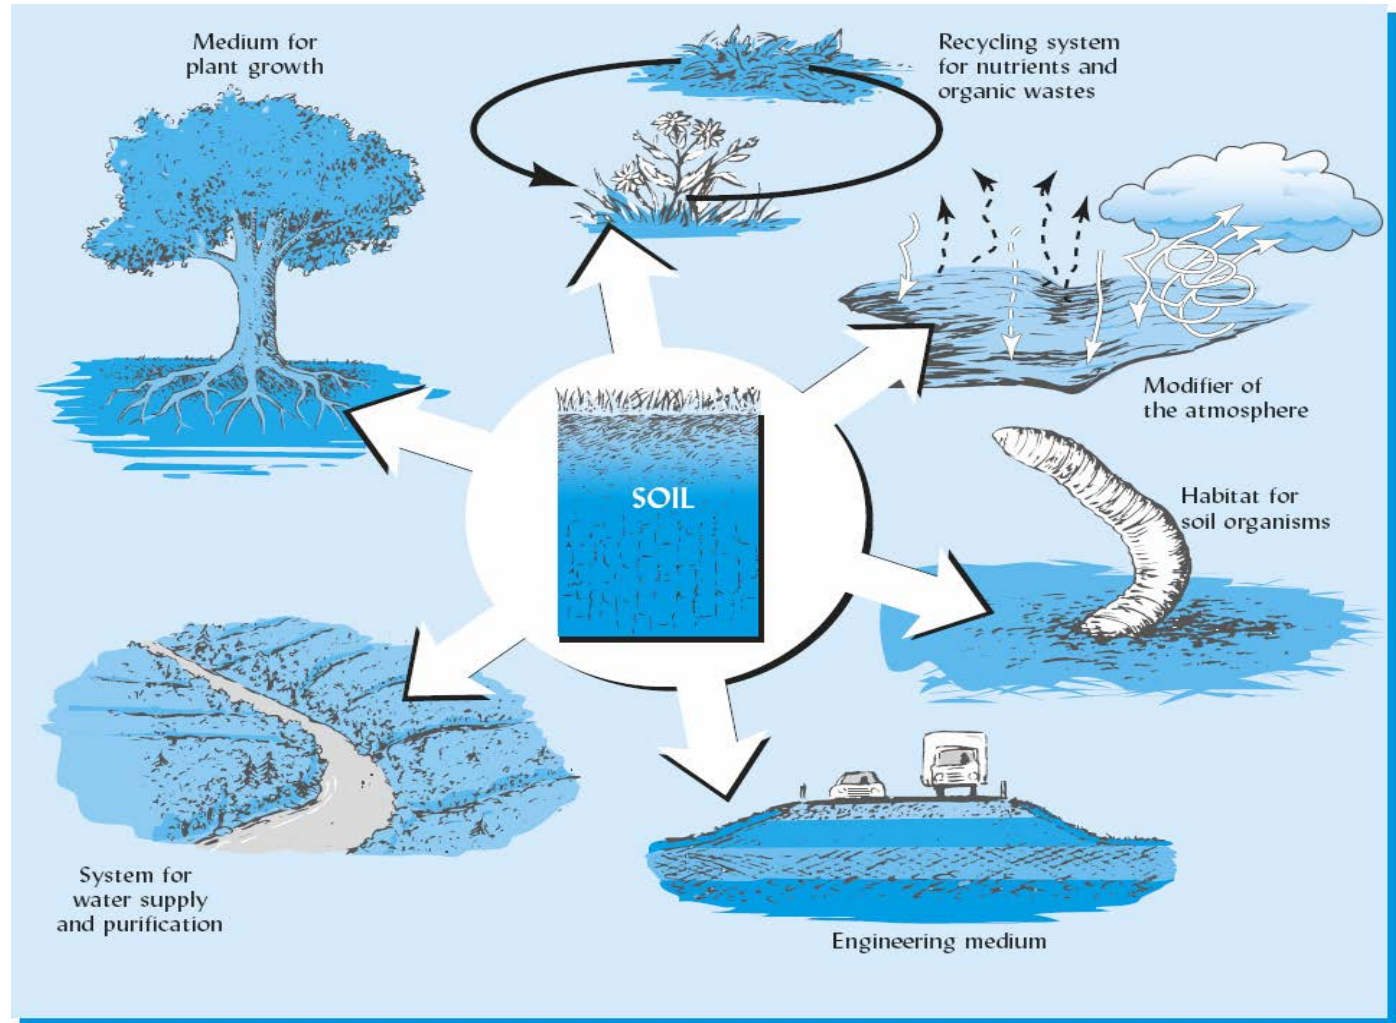 Medium for
plant growth
Recycling system
for nutrients and
organic wastes
Modifier of
the atmosphere
Habitat for
soil organisms
SOIL
System for
water supply
and purification
Engineering medium